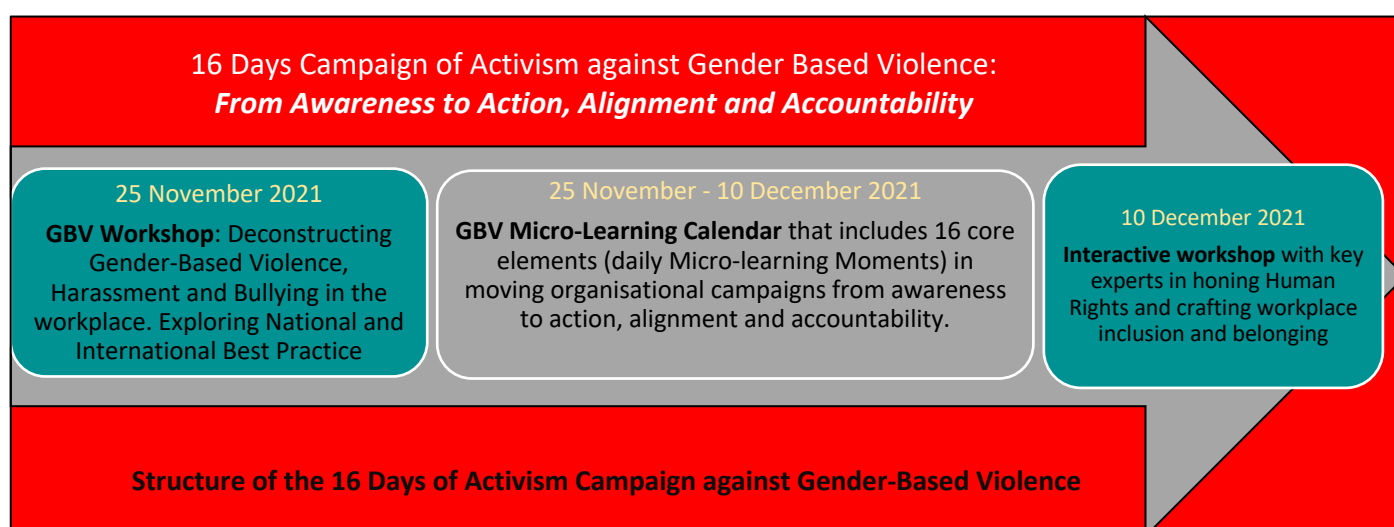 16 Days Campaign of Activism against Gender Based Violence:
From Awareness to Action, Alignment and Accountability
25 November 2021
GBV Workshop: Deconstructing
Gender-Based Violence,
Harassment and Bullying in the
workplace. Exploring National and
International Best Practice
25 November - 10 December 2021
GBV Micro-Learning Calendar that includes 16 core
elements (daily Micro-learning Moments) in
moving organisational campaigns from awareness
to action, alignment and accountability.
10 December 2021
Interactive workshop with key
experts in honing Human
Rights and crafting workplace
inclusion and belonging
Structure of the 16 Days of Activism Campaign against Gender-Based Violence